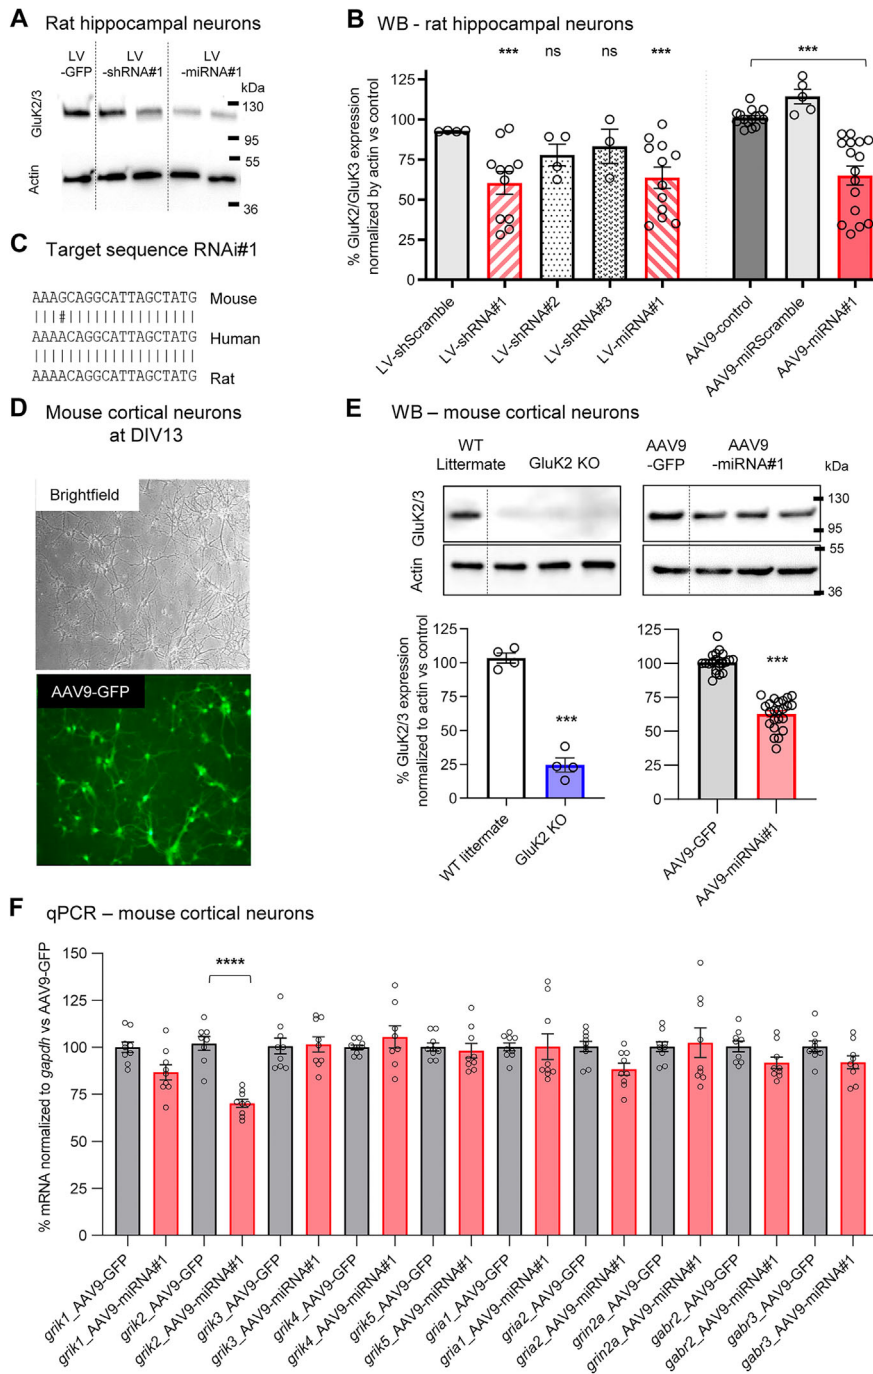 A Rat hippocampal neurons
LV
-GFP
LV
-shRNA#1
LV
-miRNA#1
kDa
GluK2/3
130
95
Actin
55
36
B WB - rat hippocampal neurons
% GluK2/GluK3 expression
normalized by actin vs control
125
100
75
50
25
0
*** ns ns *** ***
LV-shScramble
LV-shRNA#1
LV-shRNA#2
LV-shRNA#3
LV-miRNA#1
AAV9-control
AAV9-miRScramble
AAV9-miRNA#1
C Target sequence RNAi#1
AAAGCAGGCATTAGCTATG Mouse
|||#|||||||||||||||
AAAACAGGCATTAGCTATG Human
|||||||||||||||||||
AAAACAGGCATTAGCTATG Rat
D Mouse cortical neurons
at DIV13
Brightfield
AAV9-GFP
E WB – mouse cortical neurons
WT
Littermate
GluK2 KO
AAV9
-GFP
AAV9
-miRNA#1
kDa
GluK2/3
130
95
Actin
55
36
% GluK2/3 expression
normalized to actin vs control
125
100
75
50
25
0
***
WT littermate
GluK2 KO
125
100
75
50
25
0
***
AAV9-GFP
AAV9-miRNAi#1
F qPCR – mouse cortical neurons
% mRNA normalized to gapdh vs AAV9-GFP
150
125
100
75
50
25
0
****
grik1_AAV9-GFP
grik1_AAV9-miRNA#1
grik2_AAV9-GFP
grik2_AAV9-miRNA#1
grik3_AAV9-GFP
grik3_AAV9-miRNA#1
grik4_AAV9-GFP
grik4_AAV9-miRNA#1
grik5_AAV9-GFP
grik5_AAV9-miRNA#1
gria1_AAV9-GFP
gria1_AAV9-miRNA#1
gria2_AAV9-GFP
gria2_AAV9-miRNA#1
grin2a_AAV9-GFP
grin2a_AAV9-miRNA#1
gabr2_AAV9-GFP
gabr2_AAV9-miRNA#1
gabr3_AAV9-GFP
gabr3_AAV9-miRNA#1